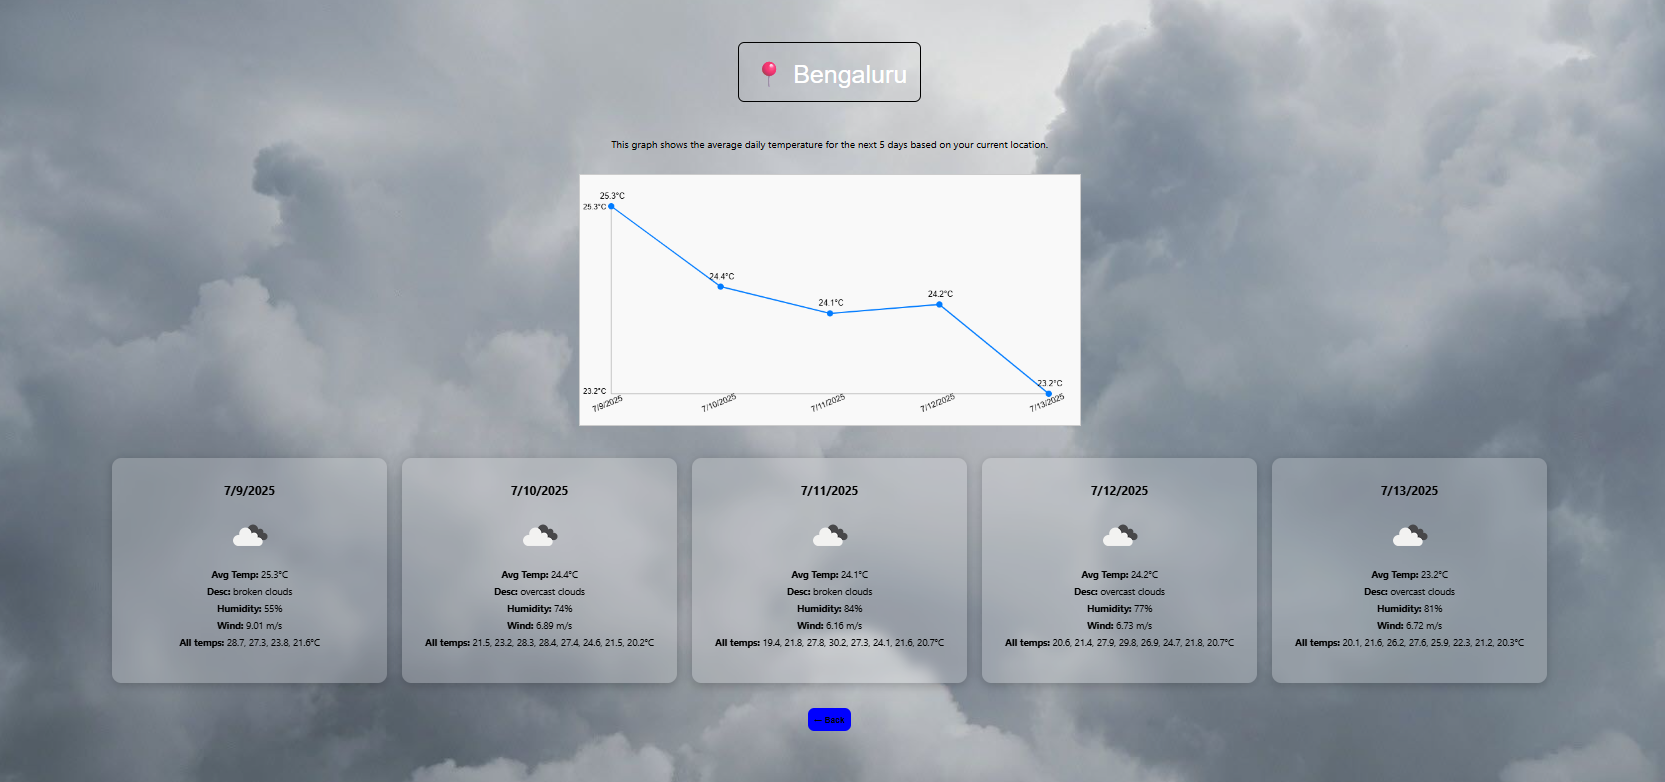 Bengaluru
This graph shows the average daily temperature for the next 5 days based on your current location.
25.3°C
25.3°C
24.4°C
24.1°C
24.2°C
23.2°C
23.2°C
7/9/2025
7/10/2025
7/11/2025
7/12/2025
7/13/2025
7/9/2025
Avg Temp: 25.3°C
Desc: broken clouds
Humidity: 55%
Wind: 9.01 m/s
All temps: 28.7, 27.3, 23.8, 21.6°C
7/10/2025
Avg Temp: 24.4°C
Desc: overcast clouds
Humidity: 74%
Wind: 6.89 m/s
All temps: 21.5, 23.2, 28.3, 28.4, 27.4, 24.6, 21.5, 20.2°C
7/11/2025
Avg Temp: 24.1°C
Desc: broken clouds
Humidity: 84%
Wind: 6.16 m/s
All temps: 19.4, 21.8, 27.8, 30.2, 27.3, 24.1, 21.6, 20.7°C
7/12/2025
Avg Temp: 24.2°C
Desc: overcast clouds
Humidity: 77%
Wind: 6.73 m/s
All temps: 20.6, 21.4, 27.9, 29.8, 26.9, 24.7, 21.8, 20.7°C
7/13/2025
Avg Temp: 23.2°C
Desc: overcast clouds
Humidity: 81%
Wind: 6.72 m/s
All temps: 20.1, 21.6, 26.2, 27.6, 25.9, 22.3, 21.2, 20.3°C